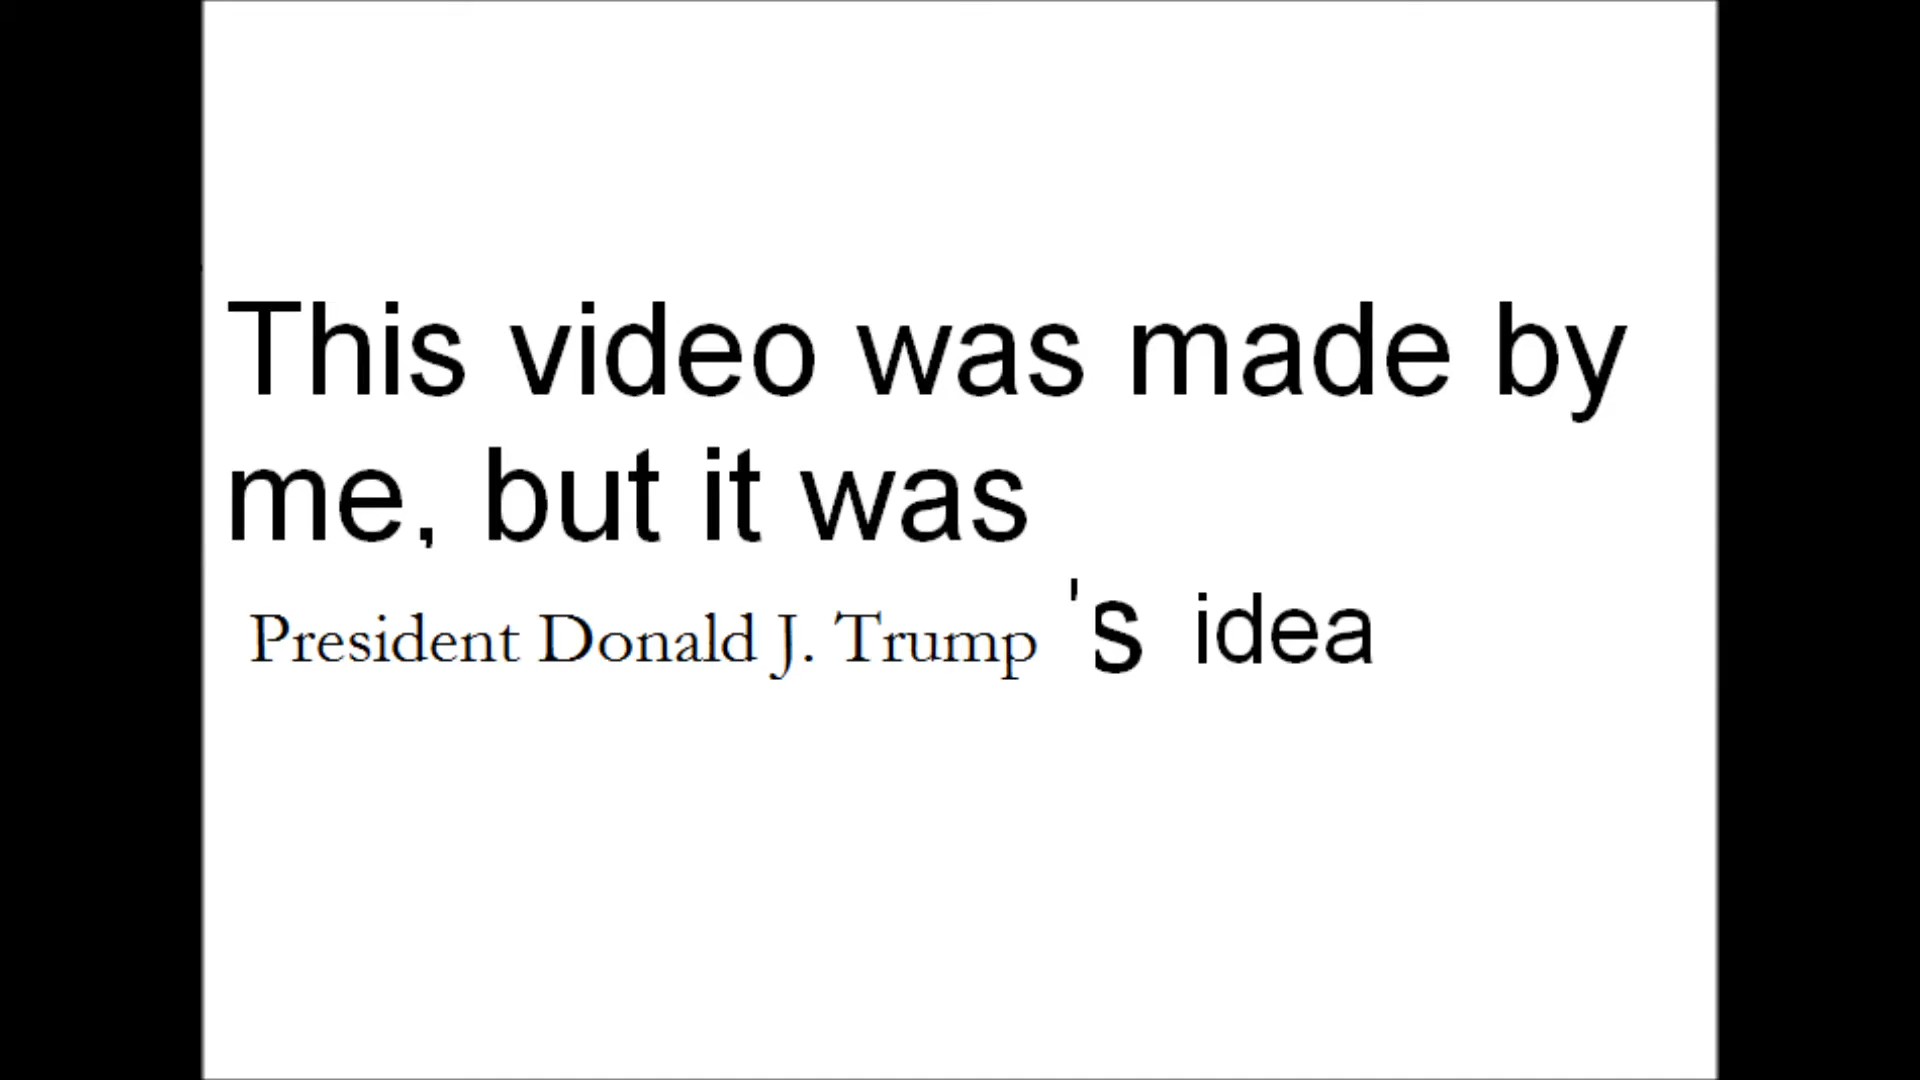 This video was made by
me, but it was
President Donald J. Trump 's idea